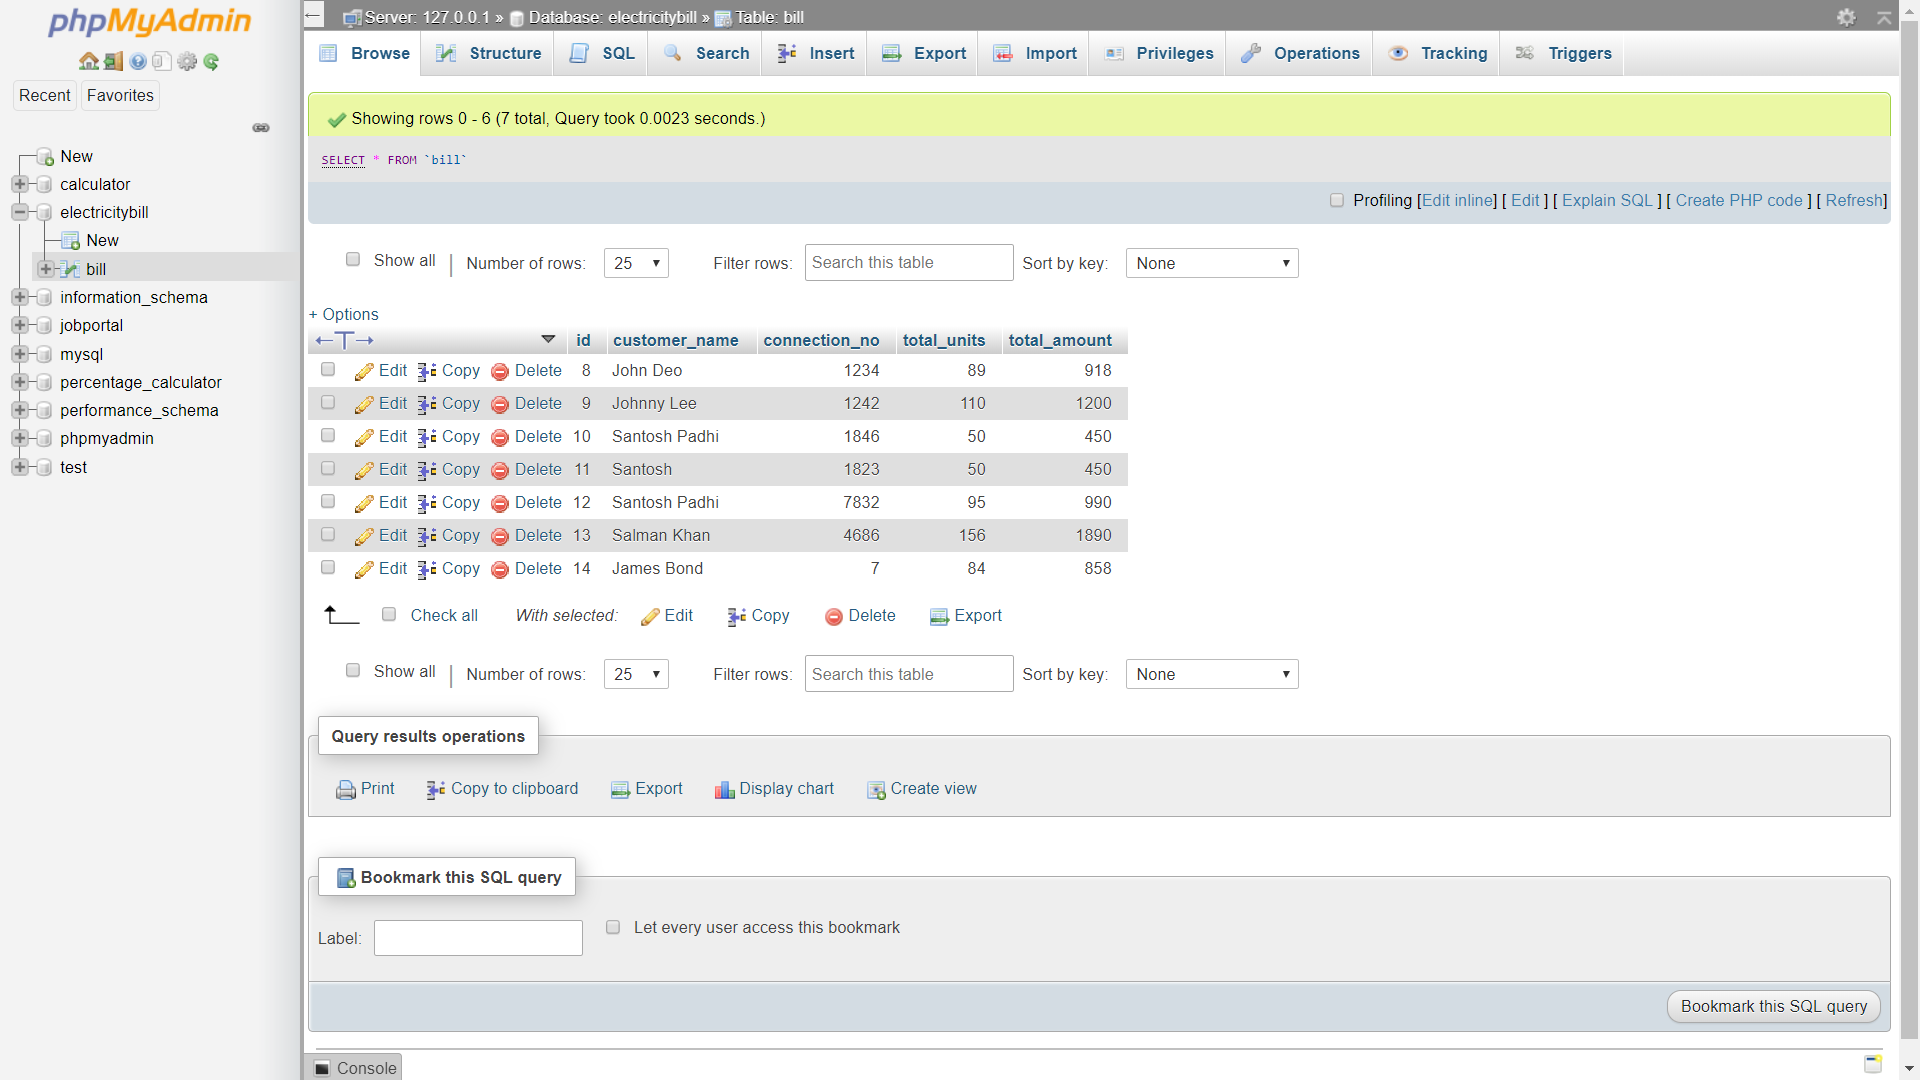 phpMyAdmin
Recent Favorites
New
calculator
electricitybill
New
bill
information_schema
jobportal
mysql
percentage_calculator
performance_schema
phpmyadmin
test
Server: 127.0.0.1 » Database: electricitybill » Table: bill
Browse Structure SQL Search Insert Export Import Privileges Operations Tracking Triggers
Showing rows 0 - 6 (7 total, Query took 0.0023 seconds.)
SELECT * FROM `bill`
Profiling [Edit inline] [ Edit ] [ Explain SQL ] [ Create PHP code ] [ Refresh]
Show all | Number of rows: 25 Filter rows: Search this table Sort by key: None
+ Options
←T→ id customer_name connection_no total_units total_amount
Edit Copy Delete 8 John Deo 1234 89 918
Edit Copy Delete 9 Johnny Lee 1242 110 1200
Edit Copy Delete 10 Santosh Padhi 1846 50 450
Edit Copy Delete 11 Santosh 1823 50 450
Edit Copy Delete 12 Santosh Padhi 7832 95 990
Edit Copy Delete 13 Salman Khan 4686 156 1890
Edit Copy Delete 14 James Bond 7 84 858
Check all With selected: Edit Copy Delete Export
Show all | Number of rows: 25 Filter rows: Search this table Sort by key: None
Query results operations
Print Copy to clipboard Export Display chart Create view
Bookmark this SQL query
Label: Let every user access this bookmark
Bookmark this SQL query
Console